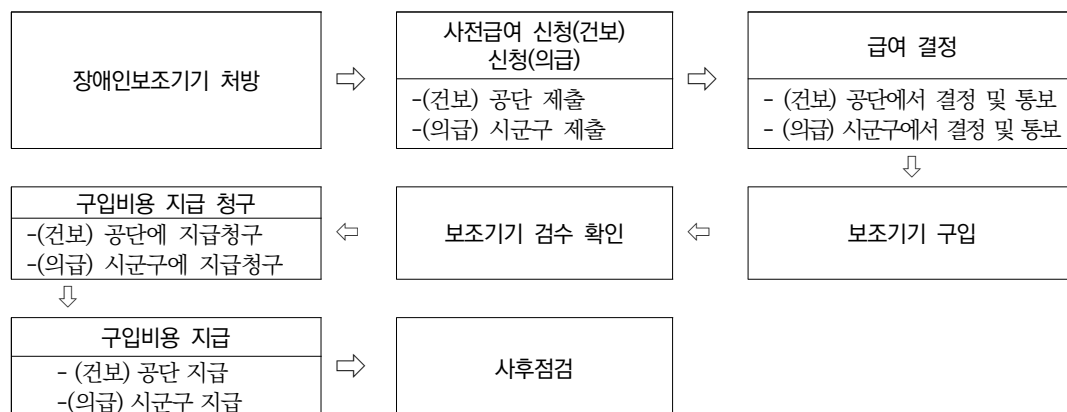 장애인보조기기 처방
⇨
사전급여 신청(건보)
신청(의급)
-(건보) 공단 제출
-(의급) 시군구 제출
⇨
급여 결정
- (건보) 공단에서 결정 및 통보
- (의급) 시군구에서 결정 및 통보
⇩
보조기기 구입
⇦
보조기기 검수 확인
⇦
구입비용 지급 청구
-(건보) 공단에 지급청구
-(의급) 시군구에 지급청구
⇩
구입비용 지급
- (건보) 공단 지급
-(의급) 시군구 지급
⇨
사후점검